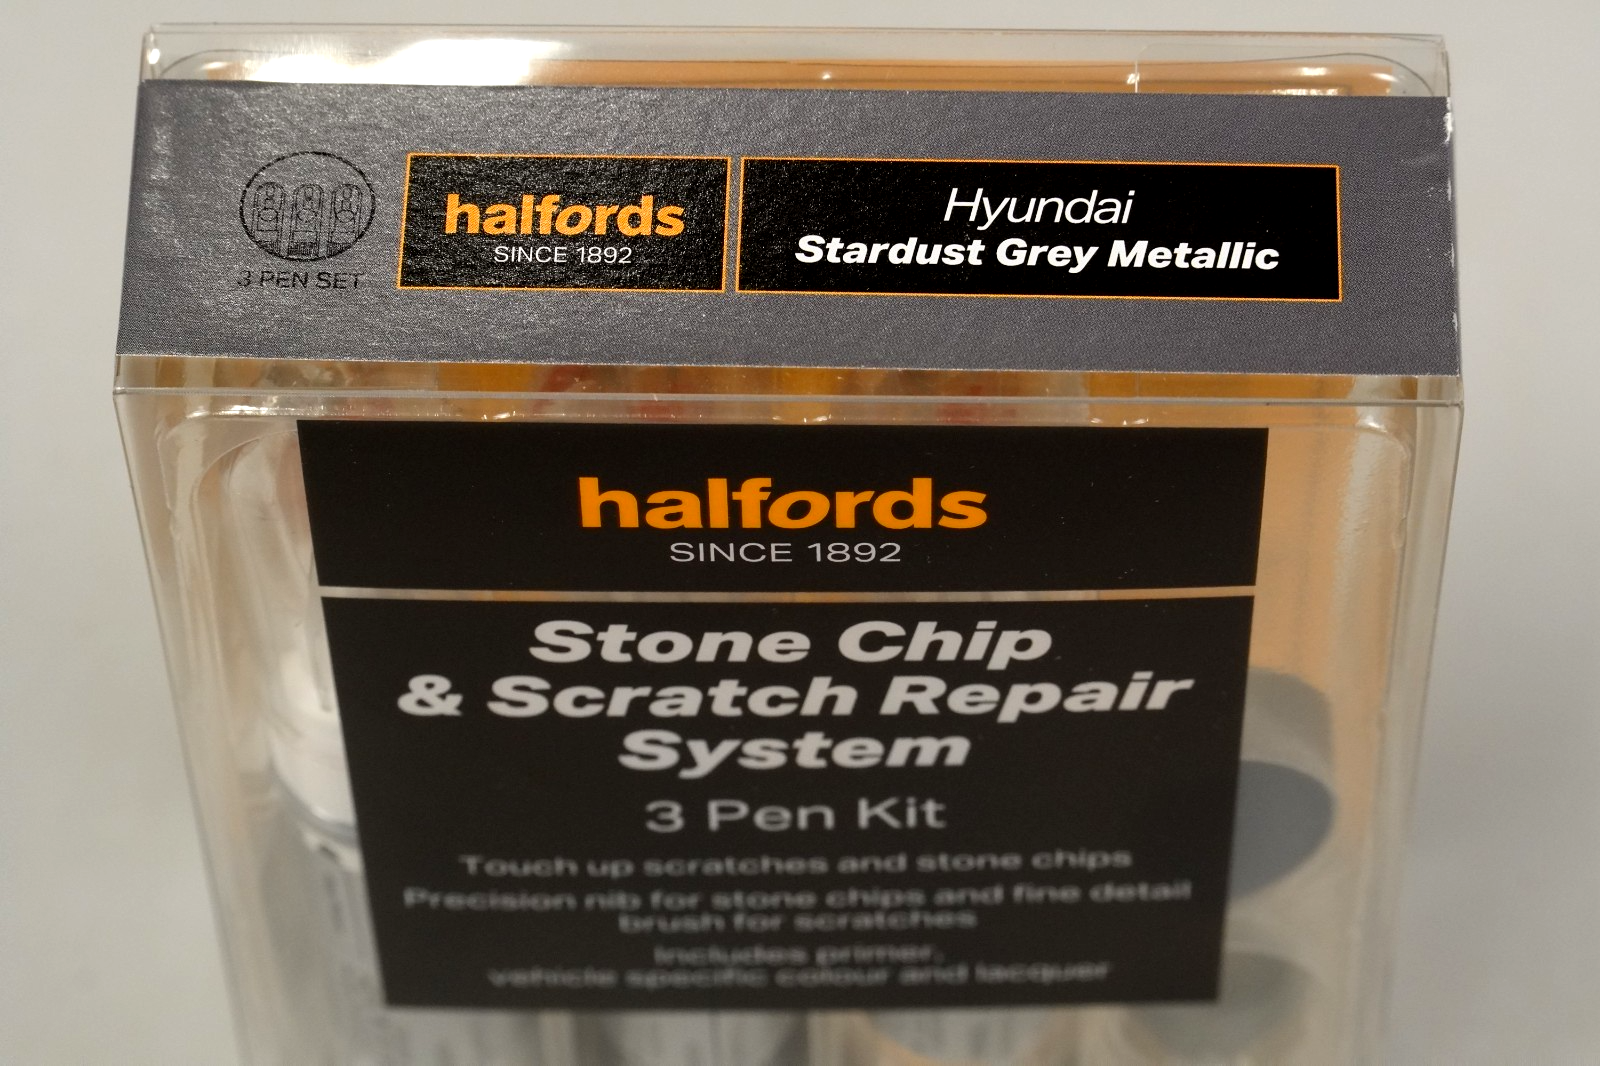 3 PEN SET
halfords
SINCE 1892
Hyundai
Stardust Grey Metallic
halfords
SINCE 1892
Stone Chip
& Scratch Repair
System
3 Pen Kit
Touch up scratches and stone chips
Precision nib for stone chips and fine detail
brush for scratches
Includes primer,
vehicle specific colour and lacquer